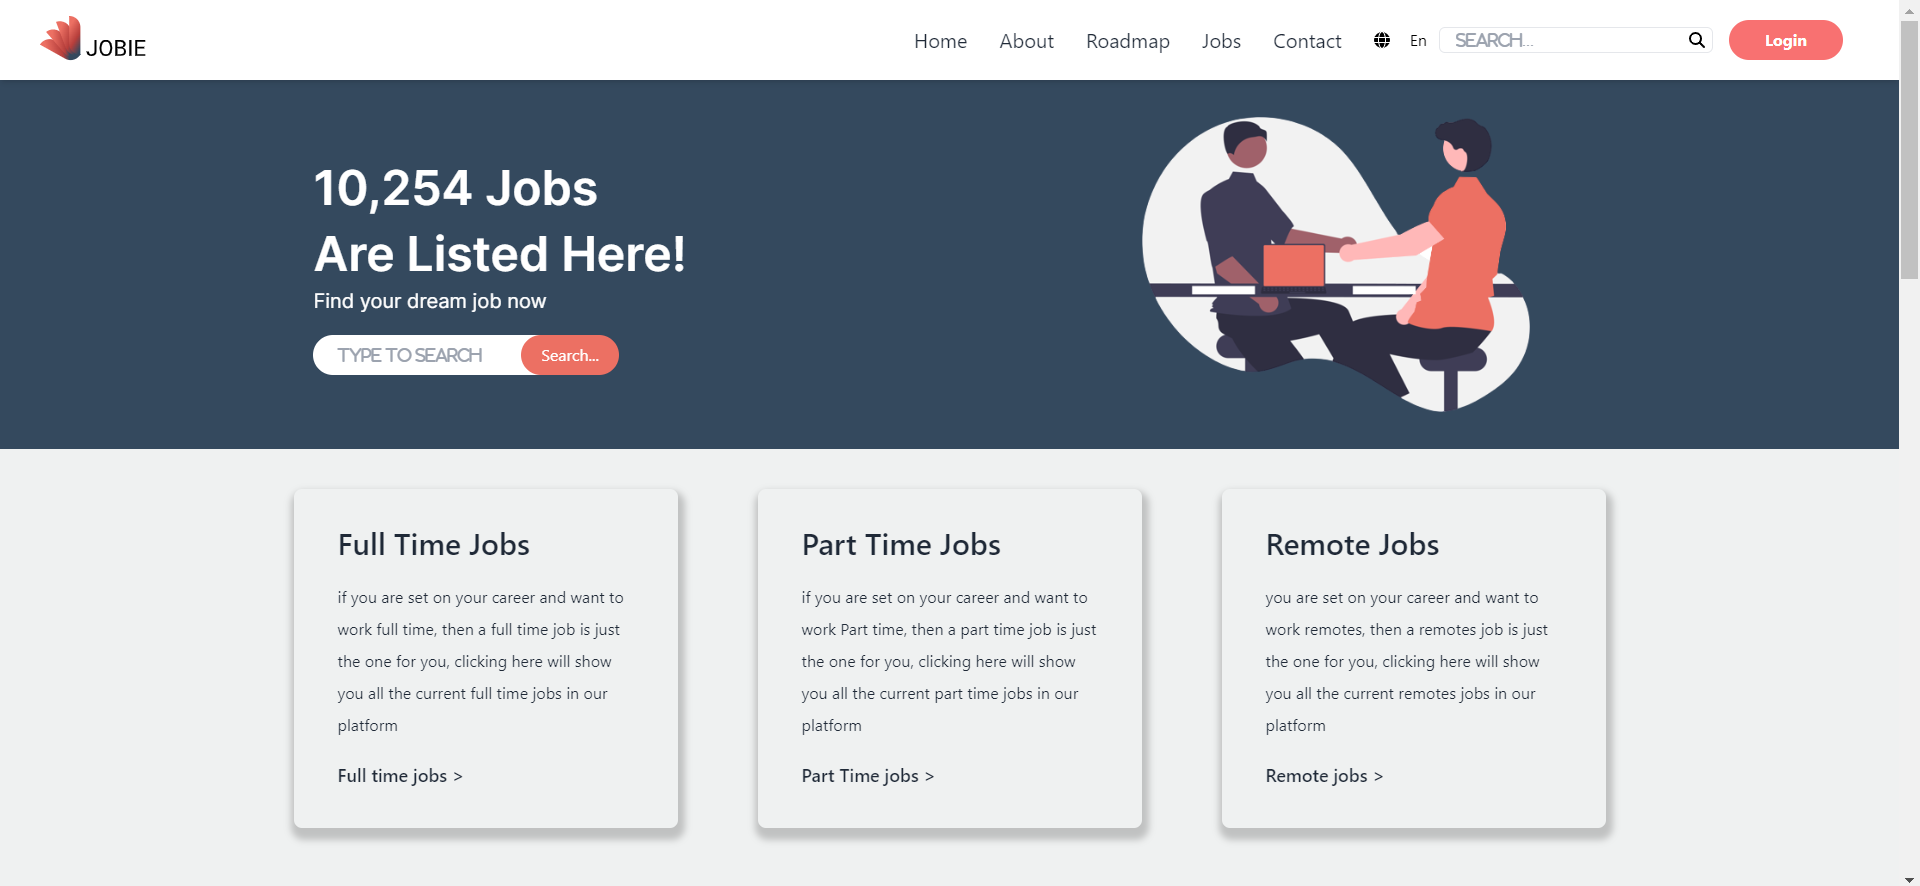 JOBIE
Home
About
Roadmap
Jobs
Contact
En
SEARCH...
Login
10,254 Jobs
Are Listed Here!
Find your dream job now
TYPE TO SEARCH
Search...
Full Time Jobs
if you are set on your career and want to
work full time, then a full time job is just
the one for you, clicking here will show
you all the current full time jobs in our
platform
Full time jobs >
Part Time Jobs
if you are set on your career and want to
work Part time, then a part time job is just
the one for you, clicking here will show
you all the current part time jobs in our
platform
Part Time jobs >
Remote Jobs
you are set on your career and want to
work remotes, then a remotes job is just
the one for you, clicking here will show
you all the current remotes jobs in our
platform
Remote jobs >